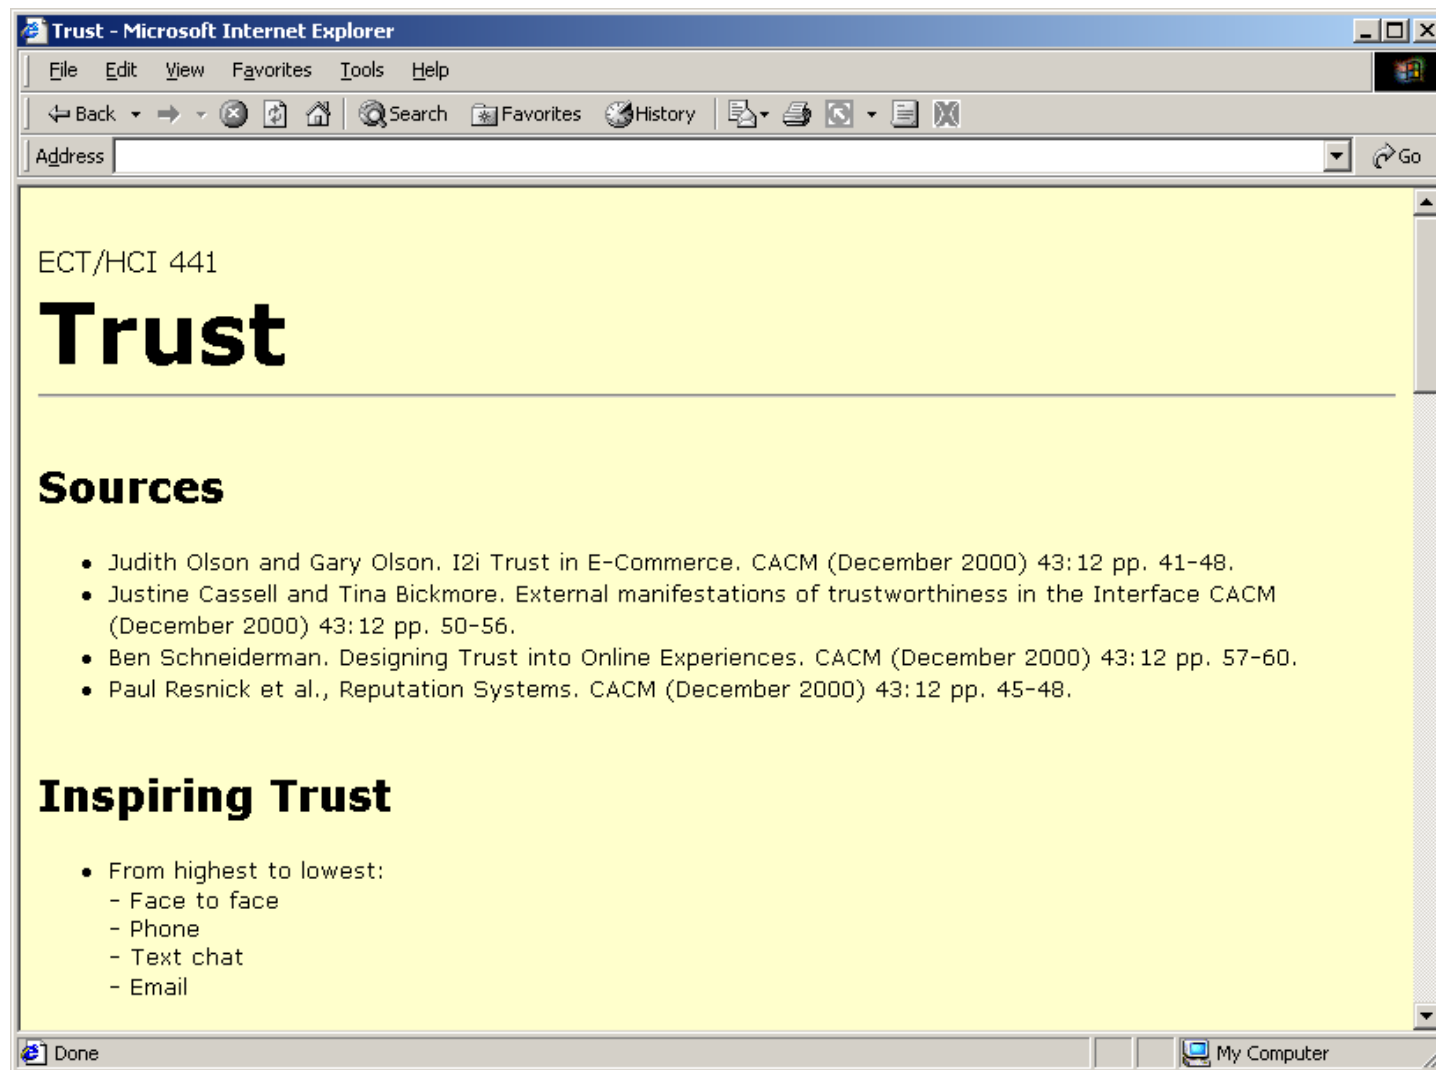 Trust - Microsoft Internet Explorer
File Edit View Favorites Tools Help
Back Search Favorites History
Address Go
ECT/HCI 441
Trust
Sources
• Judith Olson and Gary Olson. I2i Trust in E-Commerce. CACM (December 2000) 43:12 pp. 41-48.
• Justine Cassell and Tina Bickmore. External manifestations of trustworthiness in the Interface CACM
(December 2000) 43:12 pp. 50-56.
• Ben Schneiderman. Designing Trust into Online Experiences. CACM (December 2000) 43:12 pp. 57-60.
• Paul Resnick et al., Reputation Systems. CACM (December 2000) 43:12 pp. 45-48.
Inspiring Trust
• From highest to lowest:
- Face to face
- Phone
- Text chat
- Email
Done My Computer